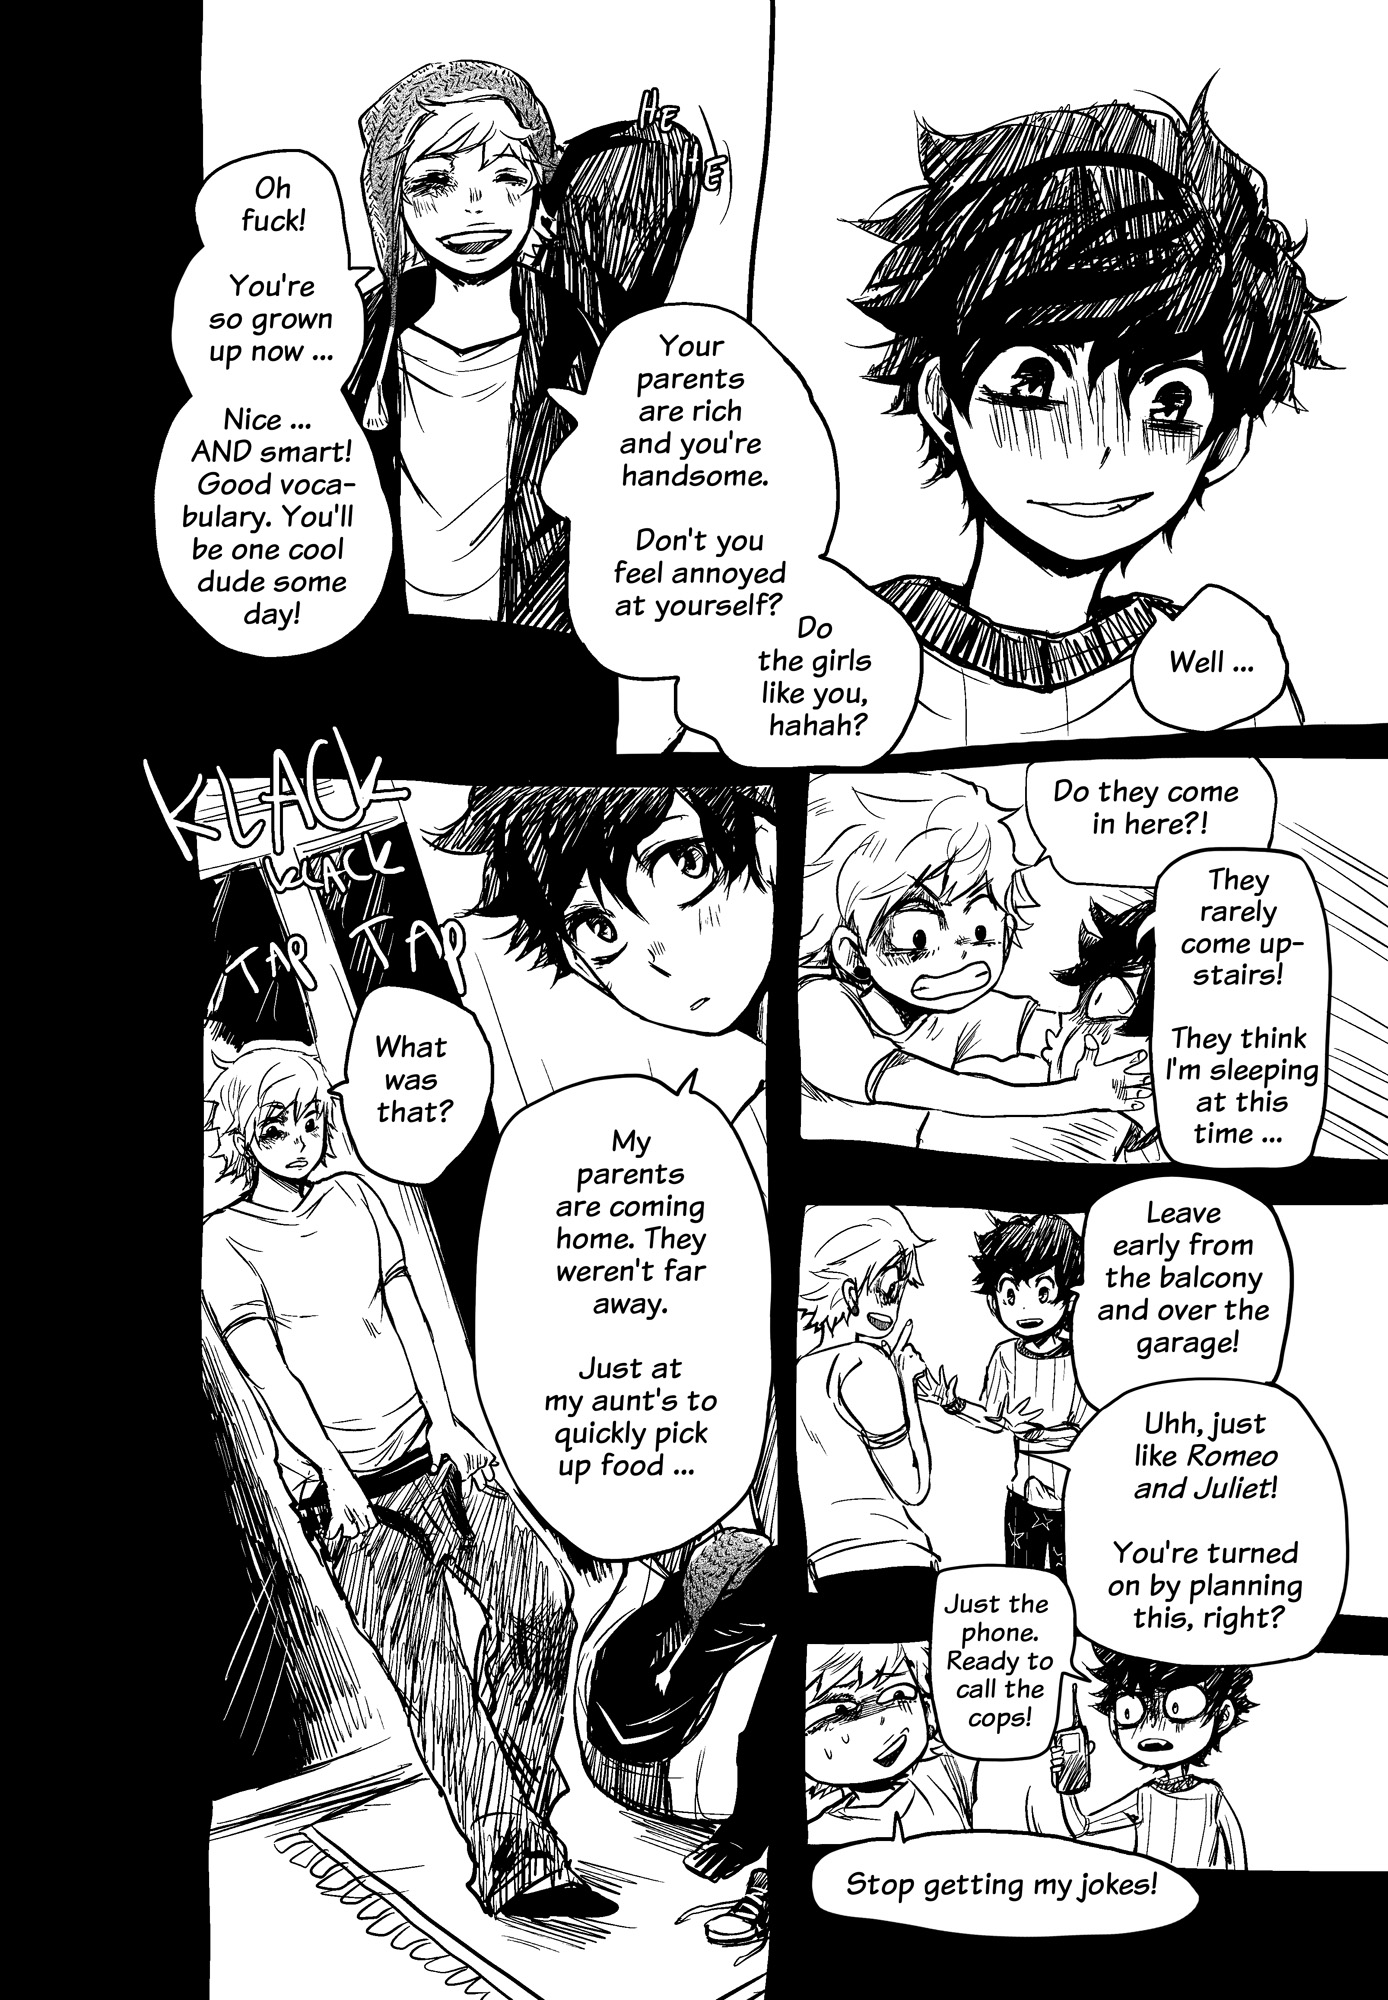 HE
HE
Oh
fuck!
You're
so grown
up now ...
Nice ...
AND smart!
Good voca-
bulary. You'll
be one cool
dude some
day!
Your
parents
are rich
and you're
handsome.
Don't you
feel annoyed
at yourself?
Do
the girls
like you,
hahah?
Well ...
KLACK
KLACK
TAP TAP
What
was
that?
My
parents
are coming
home. They
weren't far
away.
Just at
my aunt's to
quickly pick
up food ...
Do they come
in here?!
They
rarely
come up-
stairs!
They think
I'm sleeping
at this
time ...
Leave
early from
the balcony
and over the
garage!
Uhh, just
like Romeo
and Juliet!
You're turned
on by planning
this, right?
Just the
phone.
Ready to
call the
cops!
Stop getting my jokes!